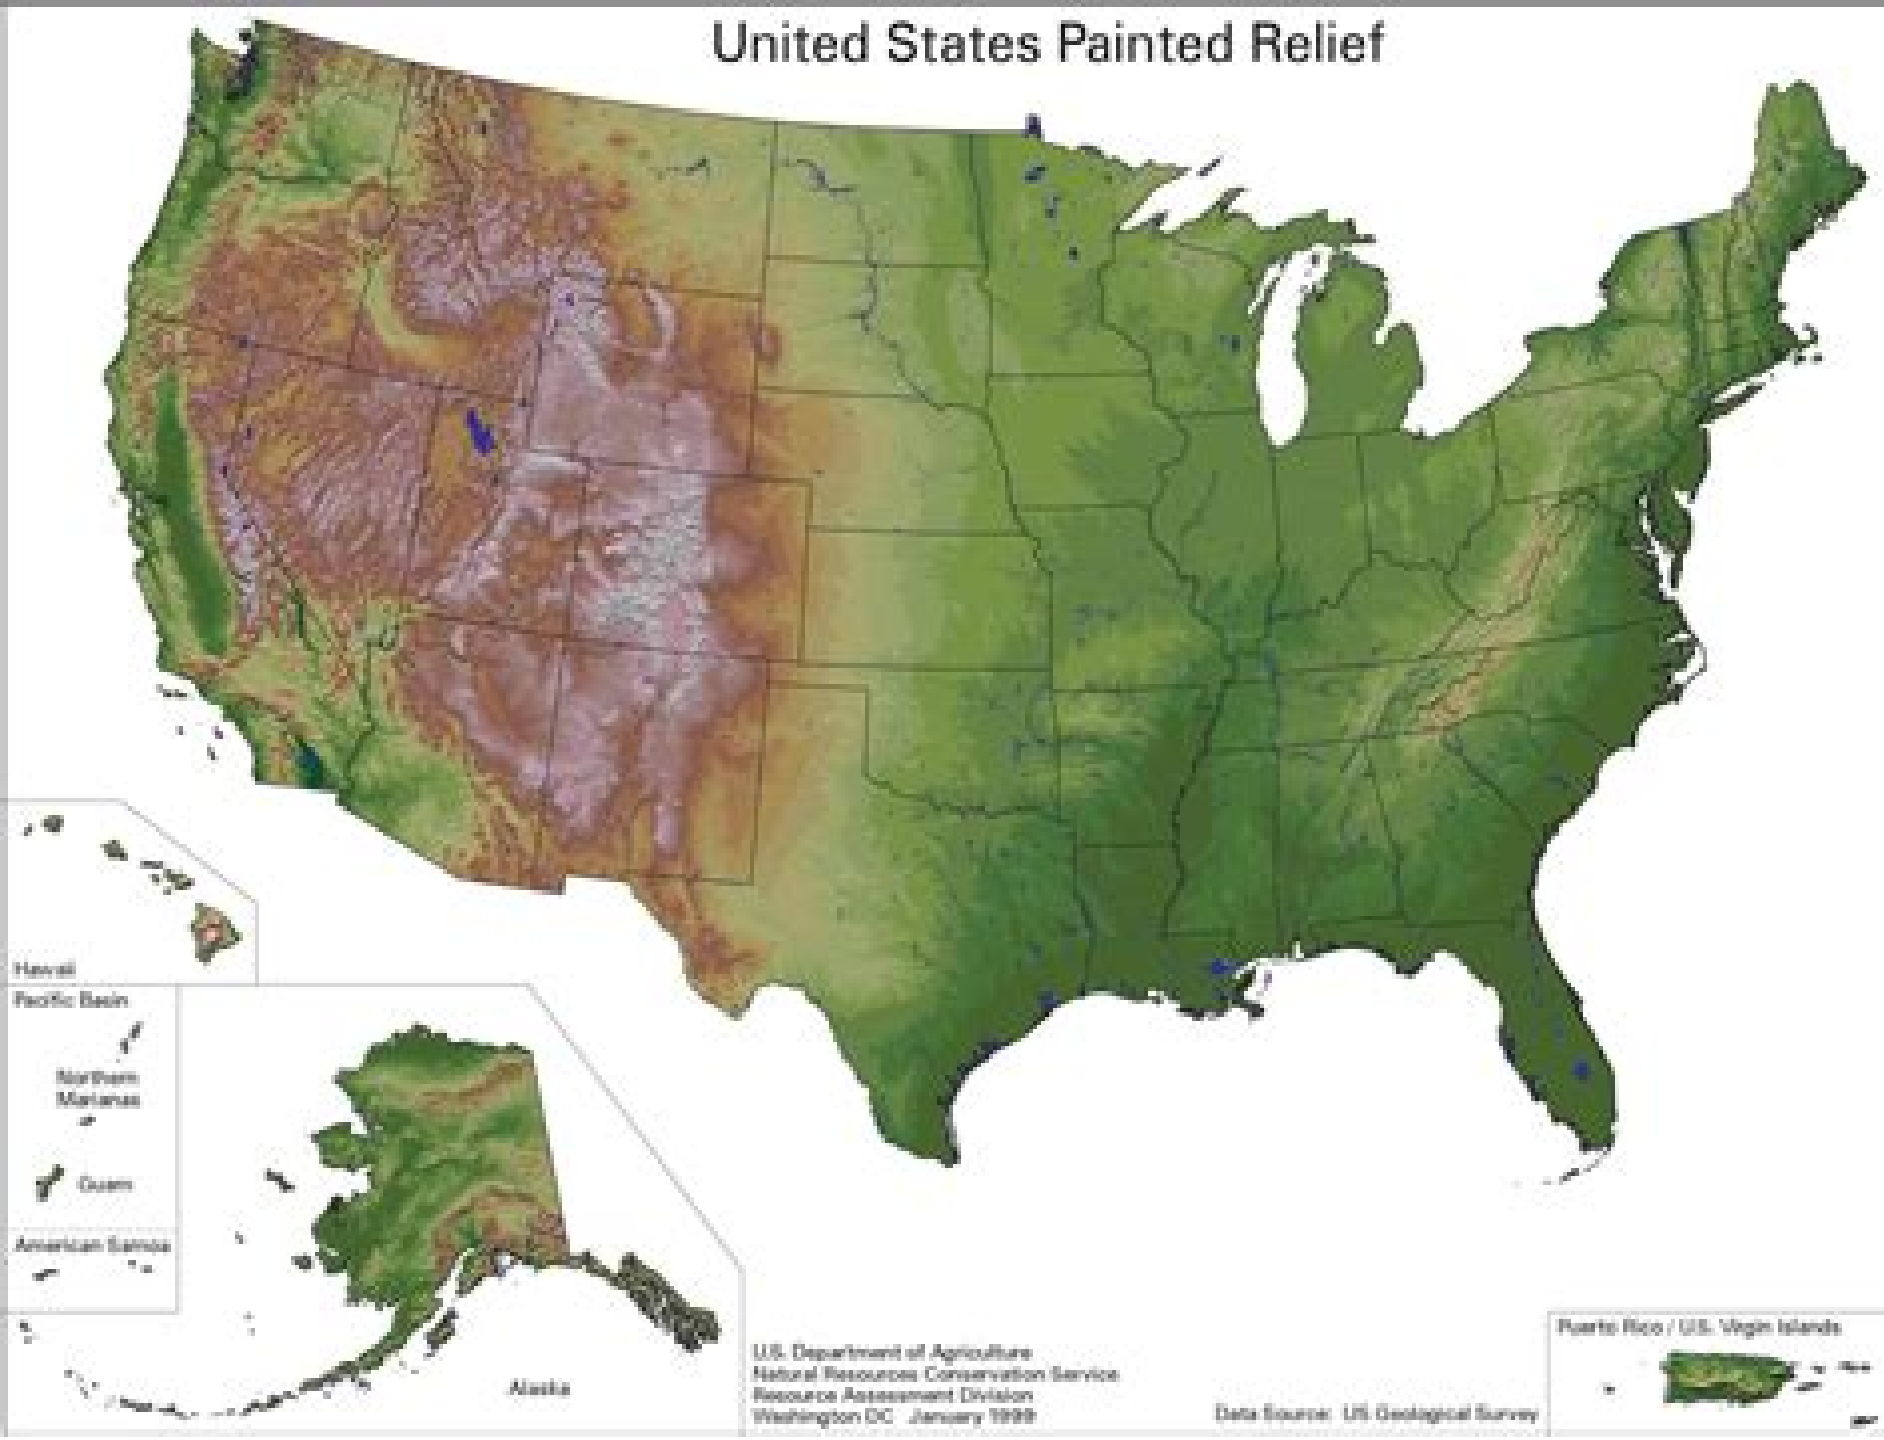 United States Painted Relief
Hawaii
Pacific Basin
Northern
Marianas
Guam
American Samoa
Alaska
U.S. Department of Agriculture
Natural Resources Conservation Service
Resource Assessment Division
Washington DC January 1999
Data Source: US Geological Survey
Puerto Rico / U.S. Virgin Islands